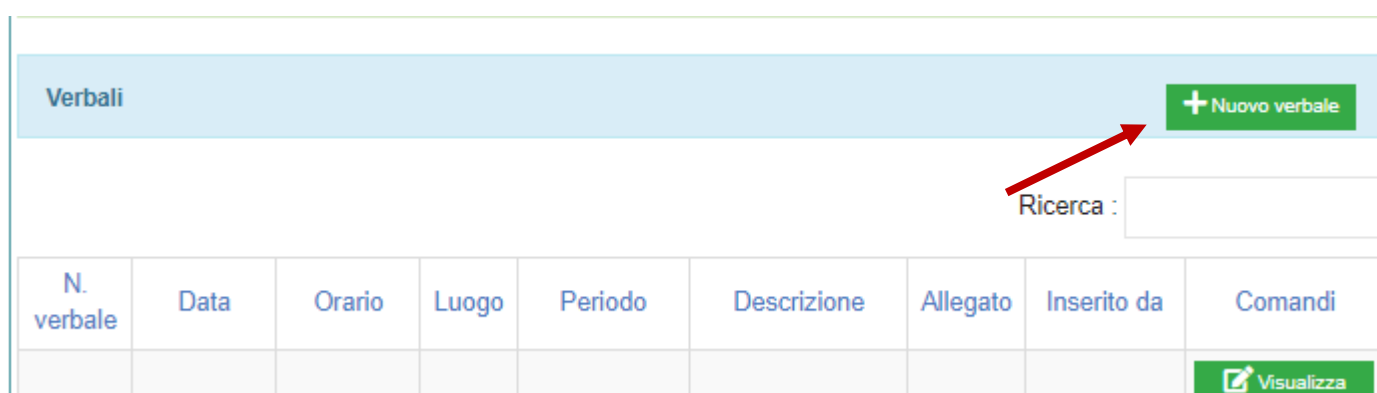 Verbali
Nuovo verbale
Ricerca :
N. verbale
Data
Orario
Luogo
Periodo
Descrizione
Allegato
Inserito da
Comandi
Visualizza